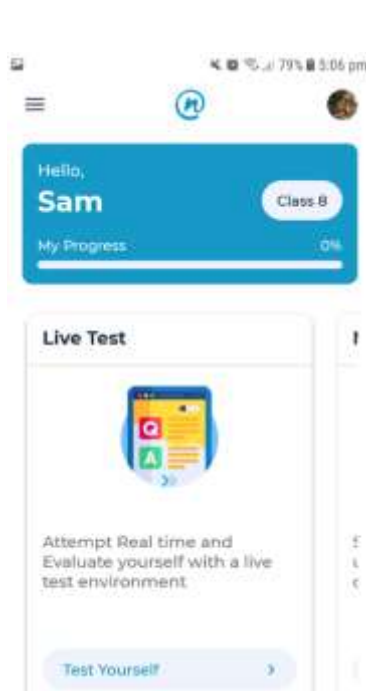 79% 5:06 pm
Hello,
Sam
Class 8
My Progress 0%
Live Test
Q
A
Attempt Real time and
Evaluate yourself with a live
test environment
Test Yourself